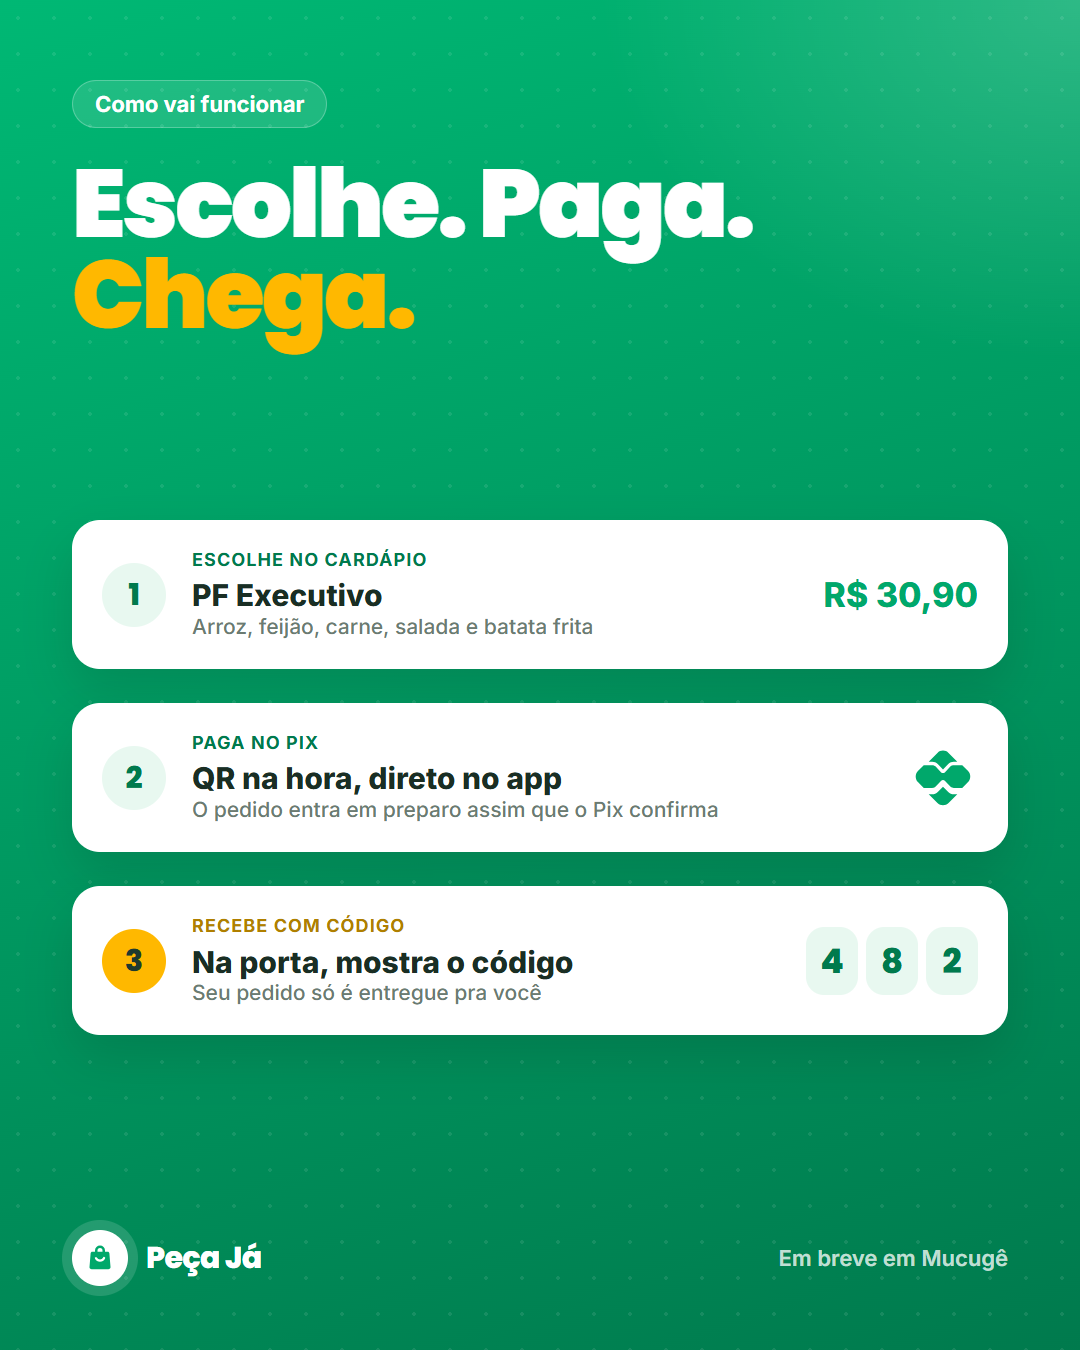 Como vai funcionar
Escolhe. Paga.
Chega.
1
ESCOLHE NO CARDÁPIO
PF Executivo
Arroz, feijão, carne, salada e batata frita
R$ 30,90
2
PAGA NO PIX
QR na hora, direto no app
O pedido entra em preparo assim que o Pix confirma
3
RECEBE COM CÓDIGO
Na porta, mostra o código
Seu pedido só é entregue pra você
4 8 2
Peça Já
Em breve em Mucugê